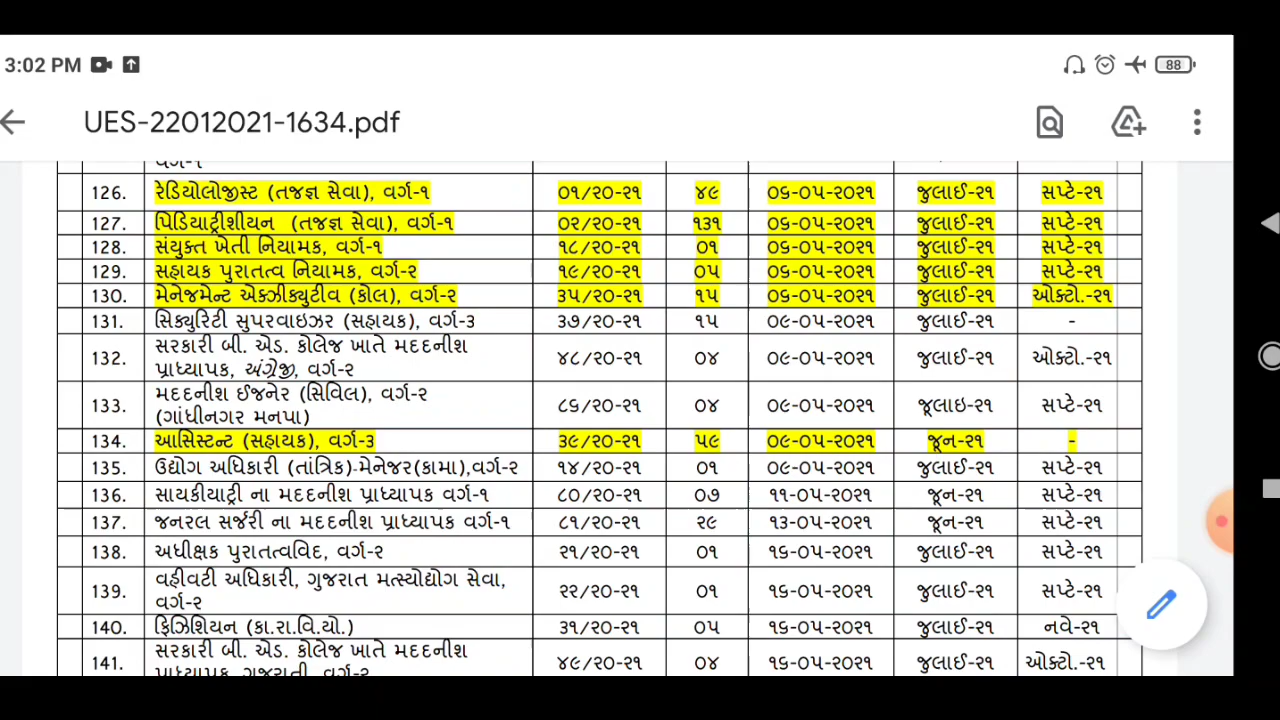 3:02 PM
88
UES-22012021-1634.pdf
વર્ગ-૧
126. રેડિયોલોજીસ્ટ (તજજ્ઞ સેવા), વર્ગ-૧ ૦૧/૨૦-૨૧ ૪૯ ૦૬-૦૫-૨૦૨૧ જુલાઈ-૨૧ સપ્ટે-૨૧
127. પિડિયાટ્રીશીયન (તજજ્ઞ સેવા), વર્ગ-૧ ૦૨/૨૦-૨૧ ૧૩૧ ૦૬-૦૫-૨૦૨૧ જુલાઈ-૨૧ સપ્ટે-૨૧
128. સંયુક્ત ખેતી નિયામક, વર્ગ-૧ ૧૮/૨૦-૨૧ ૦૧ ૦૬-૦૫-૨૦૨૧ જુલાઈ-૨૧ સપ્ટે-૨૧
129. સહાયક પુરાતત્વ નિયામક, વર્ગ-૨ ૧૯/૨૦-૨૧ ૦૫ ૦૬-૦૫-૨૦૨૧ જુલાઈ-૨૧ સપ્ટે-૨૧
130. મેનેજમેન્ટ એક્ઝીક્યુટીવ (કોલ), વર્ગ-૨ ૩૫/૨૦-૨૧ ૧૫ ૦૬-૦૫-૨૦૨૧ જુલાઈ-૨૧ ઓક્ટો.-૨૧
131. સિક્યુરિટી સુપરવાઇઝર (સહાયક), વર્ગ-૩ ૩૭/૨૦-૨૧ ૧૫ ૦૯-૦૫-૨૦૨૧ જુલાઈ-૨૧ -
સરકારી બી. એડ. કોલેજ ખાતે મદદનીશ
132. પ્રાધ્યાપક, અંગ્રેજી, વર્ગ-૨ ૪૮/૨૦-૨૧ ૦૪ ૦૯-૦૫-૨૦૨૧ જુલાઈ-૨૧ ઓક્ટો.-૨૧
મદદનીશ ઈજનેર (સિવિલ), વર્ગ-૨
133. (ગાંધીનગર મનપા) ૮૬/૨૦-૨૧ ૦૪ ૦૯-૦૫-૨૦૨૧ જૂલાઇ-૨૧ સપ્ટે-૨૧
134. આસિસ્ટન્ટ (સહાયક), વર્ગ-૩ ૩૯/૨૦-૨૧ ૫૯ ૦૯-૦૫-૨૦૨૧ જૂન-૨૧ -
135. ઉદ્યોગ અધિકારી (તાંત્રિક)-મેનેજર(કામા),વર્ગ-૨ ૧૪/૨૦-૨૧ ૦૧ ૦૯-૦૫-૨૦૨૧ જુલાઈ-૨૧ સપ્ટે-૨૧
136. સાયકીયાટ્રી ના મદદનીશ પ્રાધ્યાપક વર્ગ-૧ ૮૦/૨૦-૨૧ ૦૭ ૧૧-૦૫-૨૦૨૧ જૂન-૨૧ સપ્ટે-૨૧
137. જનરલ સર્જરી ના મદદનીશ પ્રાધ્યાપક વર્ગ-૧ ૮૧/૨૦-૨૧ ૨૯ ૧૩-૦૫-૨૦૨૧ જૂન-૨૧ સપ્ટે-૨૧
138. અધીક્ષક પુરાતત્વવિદ, વર્ગ-૨ ૨૧/૨૦-૨૧ ૦૧ ૧૬-૦૫-૨૦૨૧ જુલાઈ-૨૧ સપ્ટે-૨૧
વહીવટી અધિકારી, ગુજરાત મત્સ્યોદ્યોગ સેવા,
139. વર્ગ-૨ ૨૨/૨૦-૨૧ ૦૧ ૧૬-૦૫-૨૦૨૧ જુલાઈ-૨૧ સપ્ટે-૨૧
140. ફિઝિશિયન (કા.રા.વિ.યો.) ૩૧/૨૦-૨૧ ૦૫ ૧૬-૦૫-૨૦૨૧ જુલાઈ-૨૧ નવે-૨૧
સરકારી બી. એડ. કોલેજ ખાતે મદદનીશ
141. પ્રાધ્યાપક, ગુજરાતી, વર્ગ-૨ ૪૯/૨૦-૨૧ ૦૪ ૧૬-૦૫-૨૦૨૧ જુલાઈ-૨૧ ઓક્ટો.-૨૧